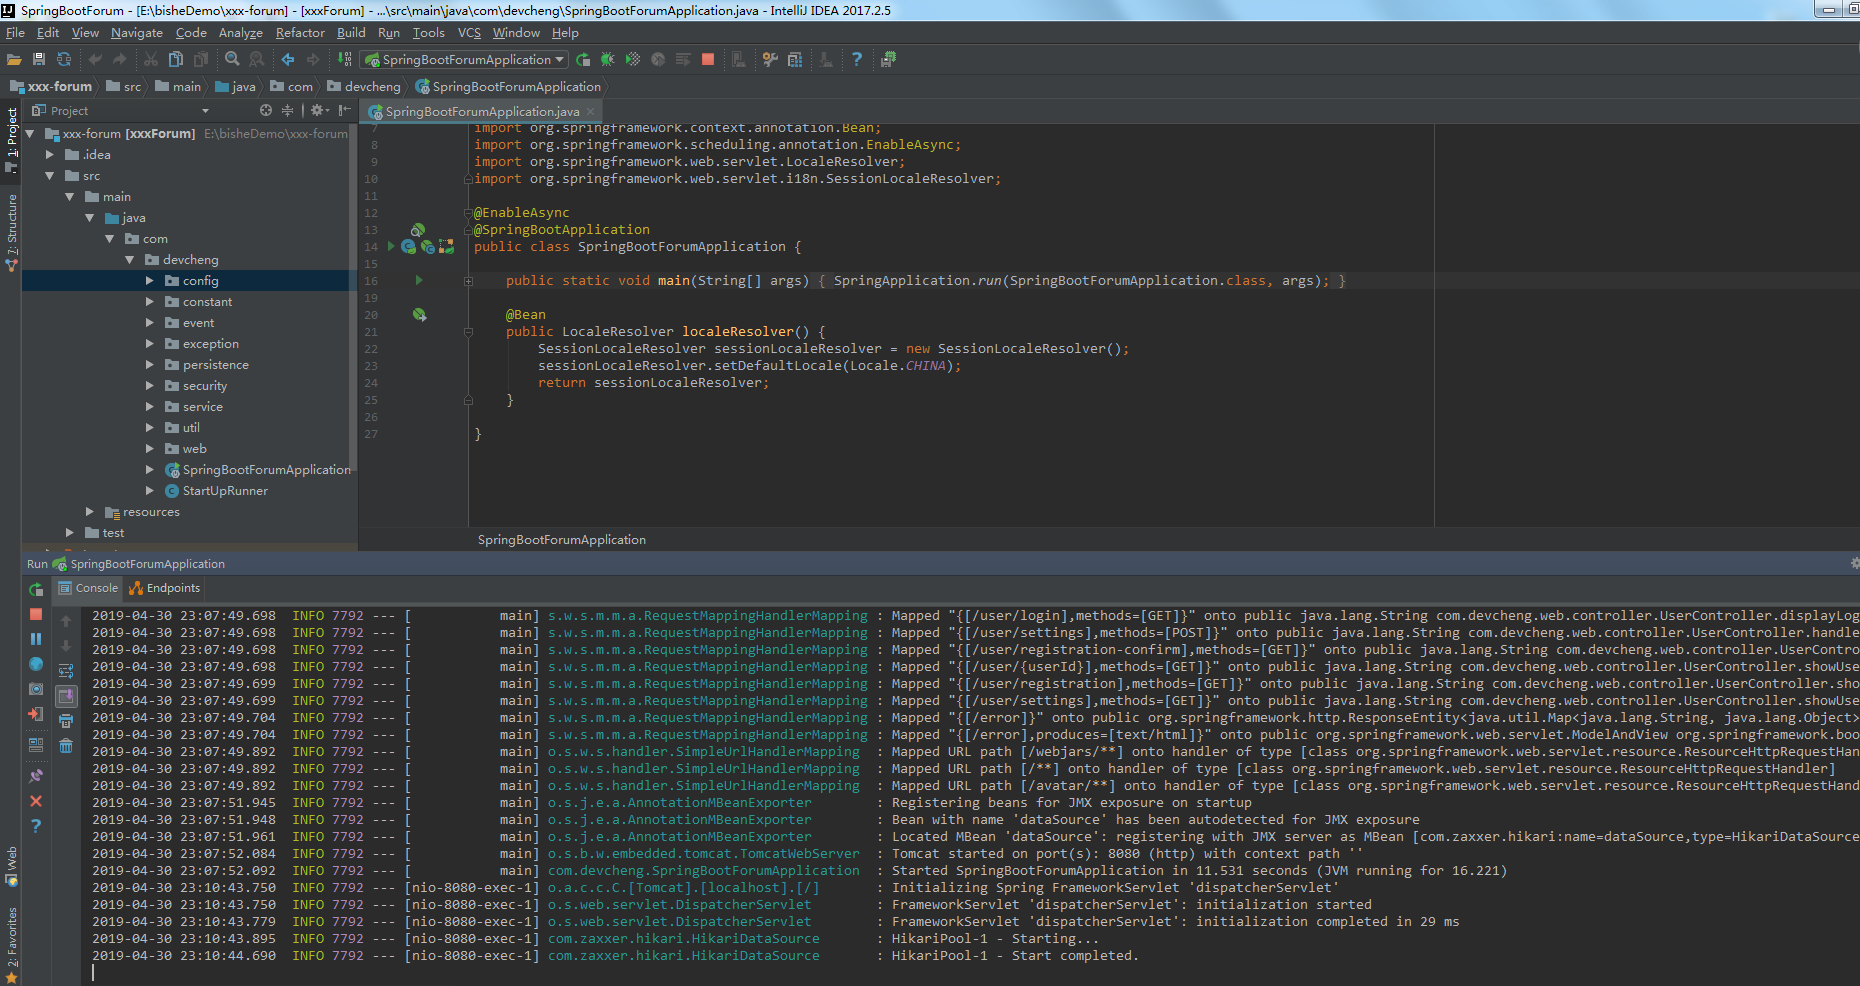 SpringBootForum - [E:\bisheDemo\xxx-forum] - [xxxForum] - ...\src\main\java\com\devcheng\SpringBootForumApplication.java - IntelliJ IDEA 2017.2.5
File Edit View Navigate Code Analyze Refactor Build Run Tools VCS Window Help
SpringBootForumApplication
xxx-forum src main java com devcheng SpringBootForumApplication
Project
SpringBootForumApplication.java
1: Project
7: Structure
xxx-forum [xxxForum] E:\bisheDemo\xxx-forum
.idea
src
main
java
com
devcheng
config
constant
event
exception
persistence
security
service
util
web
SpringBootForumApplication
StartUpRunner
resources
test
7 import org.springframework.context.annotation.Bean;
8 import org.springframework.scheduling.annotation.EnableAsync;
9 import org.springframework.web.servlet.LocaleResolver;
10 import org.springframework.web.servlet.i18n.SessionLocaleResolver;
11
12 @EnableAsync
13 @SpringBootApplication
14 public class SpringBootForumApplication {
15
16 public static void main(String[] args) { SpringApplication.run(SpringBootForumApplication.class, args); }
19
20 @Bean
21 public LocaleResolver localeResolver() {
22 SessionLocaleResolver sessionLocaleResolver = new SessionLocaleResolver();
23 sessionLocaleResolver.setDefaultLocale(Locale.CHINA);
24 return sessionLocaleResolver;
25 }
26
27 }
SpringBootForumApplication
Run SpringBootForumApplication
Console Endpoints
2019-04-30 23:07:49.698 INFO 7792 --- [ main] s.w.s.m.m.a.RequestMappingHandlerMapping : Mapped "{[/user/login],methods=[GET]}" onto public java.lang.String com.devcheng.web.controller.UserController.displayLog
2019-04-30 23:07:49.698 INFO 7792 --- [ main] s.w.s.m.m.a.RequestMappingHandlerMapping : Mapped "{[/user/settings],methods=[POST]}" onto public java.lang.String com.devcheng.web.controller.UserController.handle
2019-04-30 23:07:49.698 INFO 7792 --- [ main] s.w.s.m.m.a.RequestMappingHandlerMapping : Mapped "{[/user/registration-confirm],methods=[GET]}" onto public java.lang.String com.devcheng.web.controller.UserContro
2019-04-30 23:07:49.698 INFO 7792 --- [ main] s.w.s.m.m.a.RequestMappingHandlerMapping : Mapped "{[/user/{userId}],methods=[GET]}" onto public java.lang.String com.devcheng.web.controller.UserController.showUse
2019-04-30 23:07:49.699 INFO 7792 --- [ main] s.w.s.m.m.a.RequestMappingHandlerMapping : Mapped "{[/user/registration],methods=[GET]}" onto public java.lang.String com.devcheng.web.controller.UserController.sho
2019-04-30 23:07:49.699 INFO 7792 --- [ main] s.w.s.m.m.a.RequestMappingHandlerMapping : Mapped "{[/user/settings],methods=[GET]}" onto public java.lang.String com.devcheng.web.controller.UserController.showUse
2019-04-30 23:07:49.704 INFO 7792 --- [ main] s.w.s.m.m.a.RequestMappingHandlerMapping : Mapped "{[/error]}" onto public org.springframework.http.ResponseEntity<java.util.Map<java.lang.String, java.lang.Object>
2019-04-30 23:07:49.704 INFO 7792 --- [ main] s.w.s.m.m.a.RequestMappingHandlerMapping : Mapped "{[/error],produces=[text/html]}" onto public org.springframework.web.servlet.ModelAndView org.springframework.boo
2019-04-30 23:07:49.892 INFO 7792 --- [ main] o.s.w.s.handler.SimpleUrlHandlerMapping : Mapped URL path [/webjars/**] onto handler of type [class org.springframework.web.servlet.resource.ResourceHttpRequestHan
2019-04-30 23:07:49.892 INFO 7792 --- [ main] o.s.w.s.handler.SimpleUrlHandlerMapping : Mapped URL path [/**] onto handler of type [class org.springframework.web.servlet.resource.ResourceHttpRequestHandler]
2019-04-30 23:07:49.892 INFO 7792 --- [ main] o.s.w.s.handler.SimpleUrlHandlerMapping : Mapped URL path [/avatar/**] onto handler of type [class org.springframework.web.servlet.resource.ResourceHttpRequestHand
2019-04-30 23:07:51.945 INFO 7792 --- [ main] o.s.j.e.a.AnnotationMBeanExporter : Registering beans for JMX exposure on startup
2019-04-30 23:07:51.948 INFO 7792 --- [ main] o.s.j.e.a.AnnotationMBeanExporter : Bean with name 'dataSource' has been autodetected for JMX exposure
2019-04-30 23:07:51.961 INFO 7792 --- [ main] o.s.j.e.a.AnnotationMBeanExporter : Located MBean 'dataSource': registering with JMX server as MBean [com.zaxxer.hikari:name=dataSource,type=HikariDataSource
2019-04-30 23:07:52.084 INFO 7792 --- [ main] o.s.b.w.embedded.tomcat.TomcatWebServer : Tomcat started on port(s): 8080 (http) with context path ''
2019-04-30 23:07:52.092 INFO 7792 --- [ main] com.devcheng.SpringBootForumApplication : Started SpringBootForumApplication in 11.531 seconds (JVM running for 16.221)
2019-04-30 23:10:43.750 INFO 7792 --- [nio-8080-exec-1] o.a.c.c.C.[Tomcat].[localhost].[/] : Initializing Spring FrameworkServlet 'dispatcherServlet'
2019-04-30 23:10:43.750 INFO 7792 --- [nio-8080-exec-1] o.s.web.servlet.DispatcherServlet : FrameworkServlet 'dispatcherServlet': initialization started
2019-04-30 23:10:43.779 INFO 7792 --- [nio-8080-exec-1] o.s.web.servlet.DispatcherServlet : FrameworkServlet 'dispatcherServlet': initialization completed in 29 ms
2019-04-30 23:10:43.895 INFO 7792 --- [nio-8080-exec-1] com.zaxxer.hikari.HikariDataSource : HikariPool-1 - Starting...
2019-04-30 23:10:44.690 INFO 7792 --- [nio-8080-exec-1] com.zaxxer.hikari.HikariDataSource : HikariPool-1 - Start completed.
Web
2: Favorites